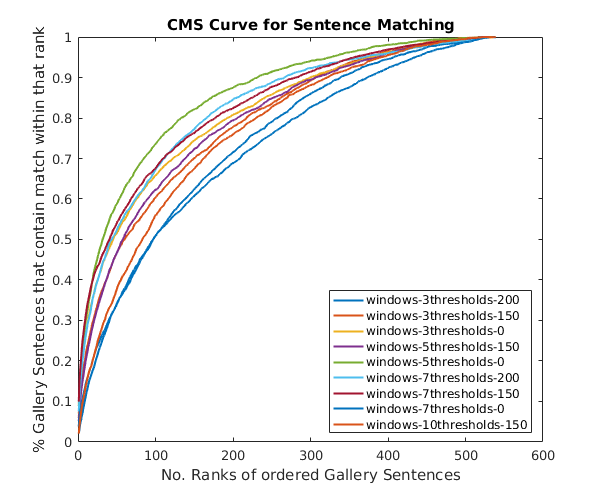 CMS Curve for Sentence Matching
% Gallery Sentences that contain match within that rank
1
0.9
0.8
0.7
0.6
0.5
0.4
0.3
0.2
0.1
0
windows-3thresholds-200
windows-3thresholds-150
windows-3thresholds-0
windows-5thresholds-150
windows-5thresholds-0
windows-7thresholds-200
windows-7thresholds-150
windows-7thresholds-0
windows-10thresholds-150
0 100 200 300 400 500 600
No. Ranks of ordered Gallery Sentences